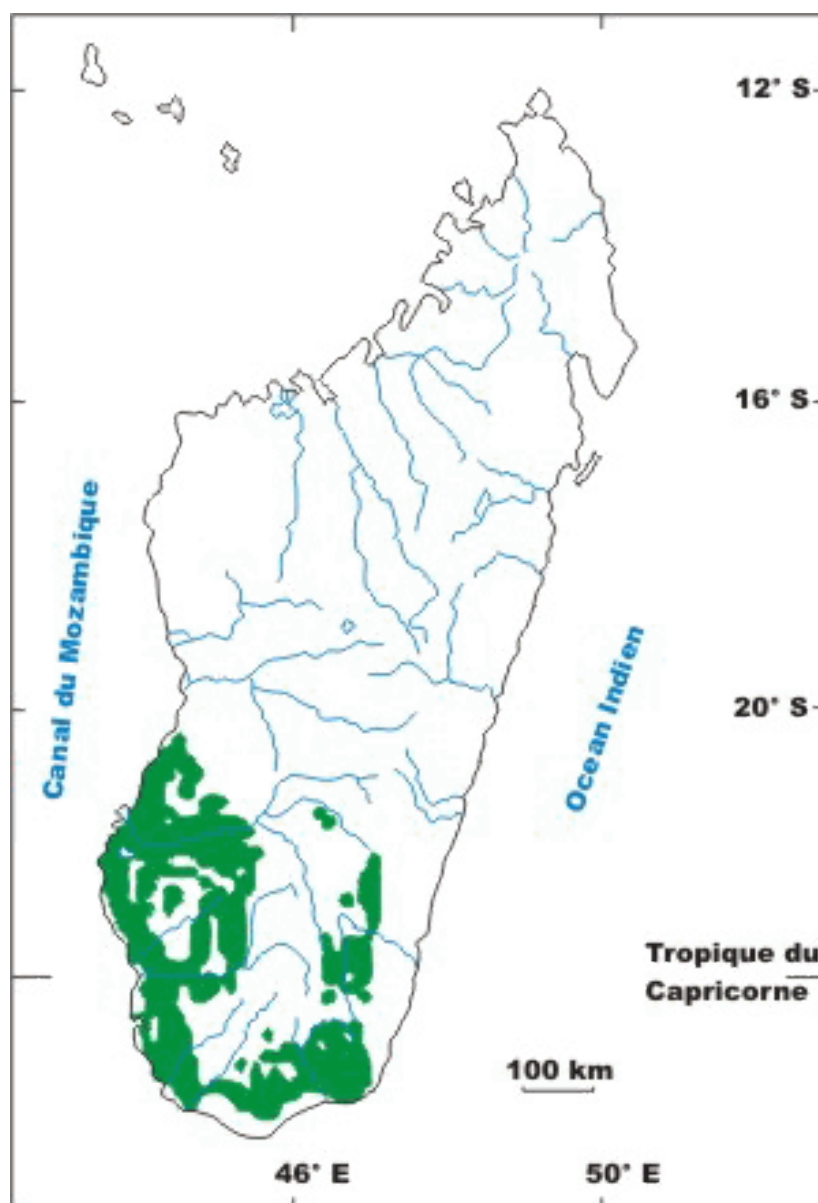 12° S
16° S
Canal du Mozambique
Ocean Indien
20° S
Tropique du
Capricorne
100 km
46° E
50° E